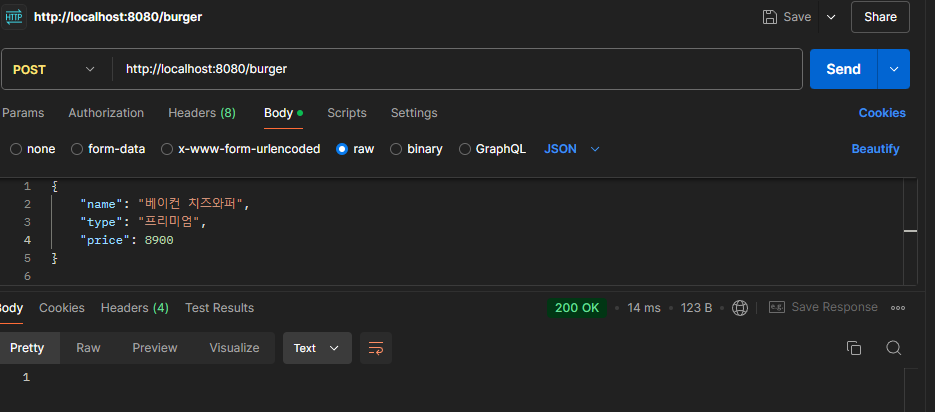 HTTP http://localhost:8080/burger Save Share
POST http://localhost:8080/burger Send
Params Authorization Headers (8) Body Scripts Settings Cookies
none form-data x-www-form-urlencoded raw binary GraphQL JSON Beautify
1 {
2 "name": "베이컨 치즈와퍼",
3 "type": "프리미엄",
4 "price": 8900
5 }
6
Body Cookies Headers (4) Test Results 200 OK 14 ms 123 B Save Response
Pretty Raw Preview Visualize Text
1